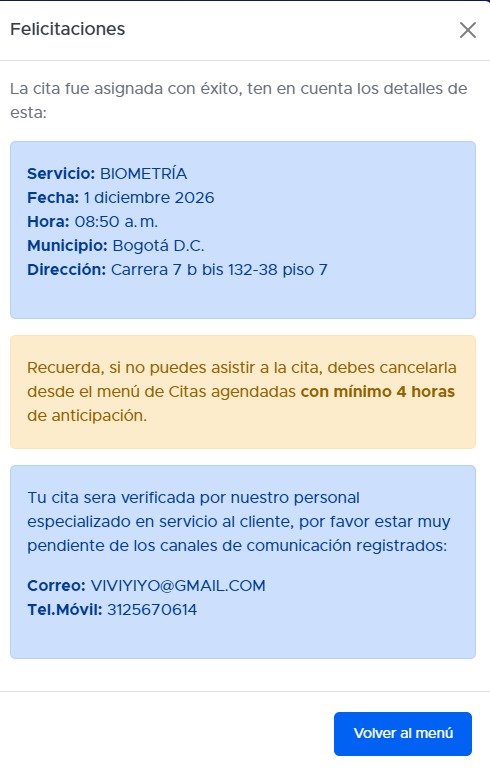 Felicitaciones
La cita fue asignada con éxito, ten en cuenta los detalles de
esta:
Servicio: BIOMETRÍA
Fecha: 1 diciembre 2026
Hora: 08:50 a. m.
Municipio: Bogotá D.C.
Dirección: Carrera 7 b bis 132-38 piso 7
Recuerda, si no puedes asistir a la cita, debes cancelarla
desde el menú de Citas agendadas con mínimo 4 horas
de anticipación.
Tu cita sera verificada por nuestro personal
especializado en servicio al cliente, por favor estar muy
pendiente de los canales de comunicación registrados:
Correo: VIVIYIYO@GMAIL.COM
Tel.Móvil: 3125670614
Volver al menú